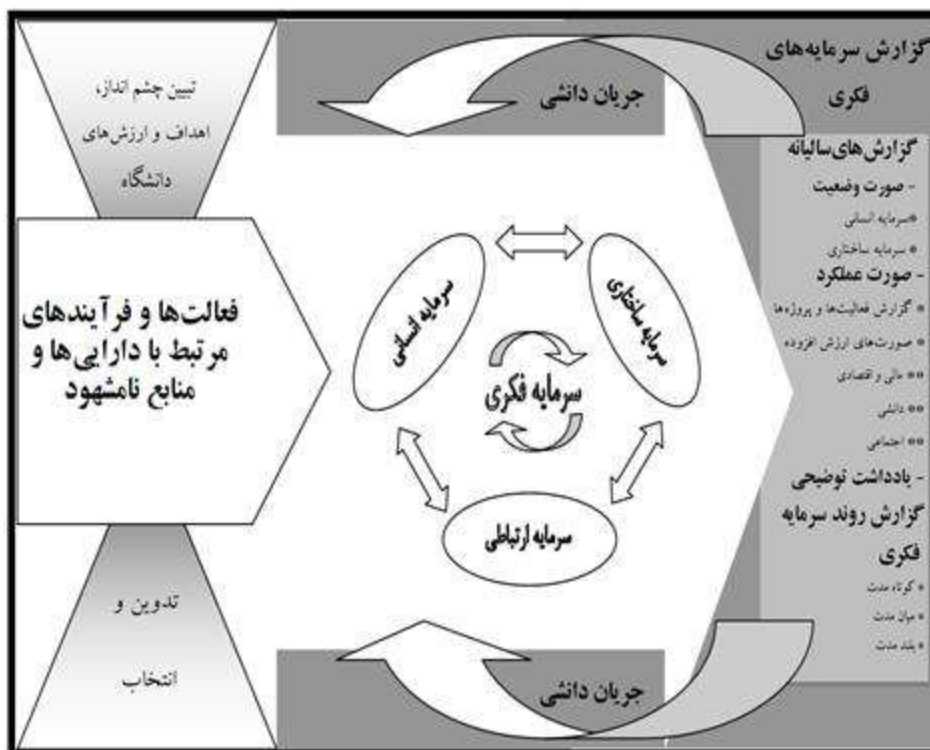 گزارش سرمایه‌های
فکری
گزارش‌های سالیانه
- صورت وضعیت
*سرمایه انسانی
* سرمایه ساختاری
- صورت عملکرد
* گزارش فعالیت‌ها و پروژه‌ها
* صورت‌های ارزش افزوده
** مالی و اقتصادی
** دانشی
** اجتماعی
- یادداشت توضیحی
گزارش روند سرمایه
فکری
* کوتاه مدت
* میان مدت
* بلند مدت
جریان دانشی
سرمایه ساختاری
سرمایه انسانی
سرمایه فکری
سرمایه ارتباطی
جریان دانشی
تبیین چشم انداز،
اهداف و ارزش‌های
دانشگاه
فعالت‌ها و فرآیندهای
مرتبط با دارایی‌ها و
منابع نامشهود
تدوین و
انتخاب